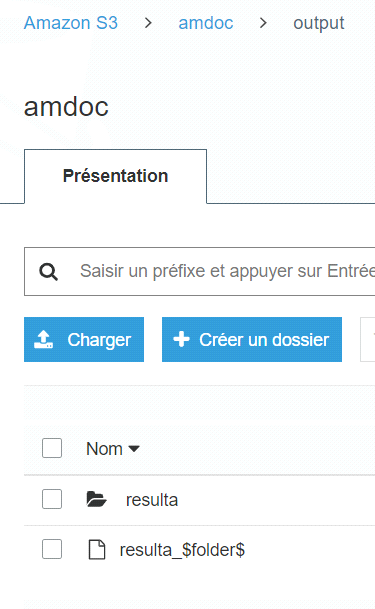 Amazon S3 > amdoc > output
amdoc
Présentation
Saisir un préfixe et appuyer sur Entrée
Charger
Créer un dossier
Nom
resulta
resulta_$folder$